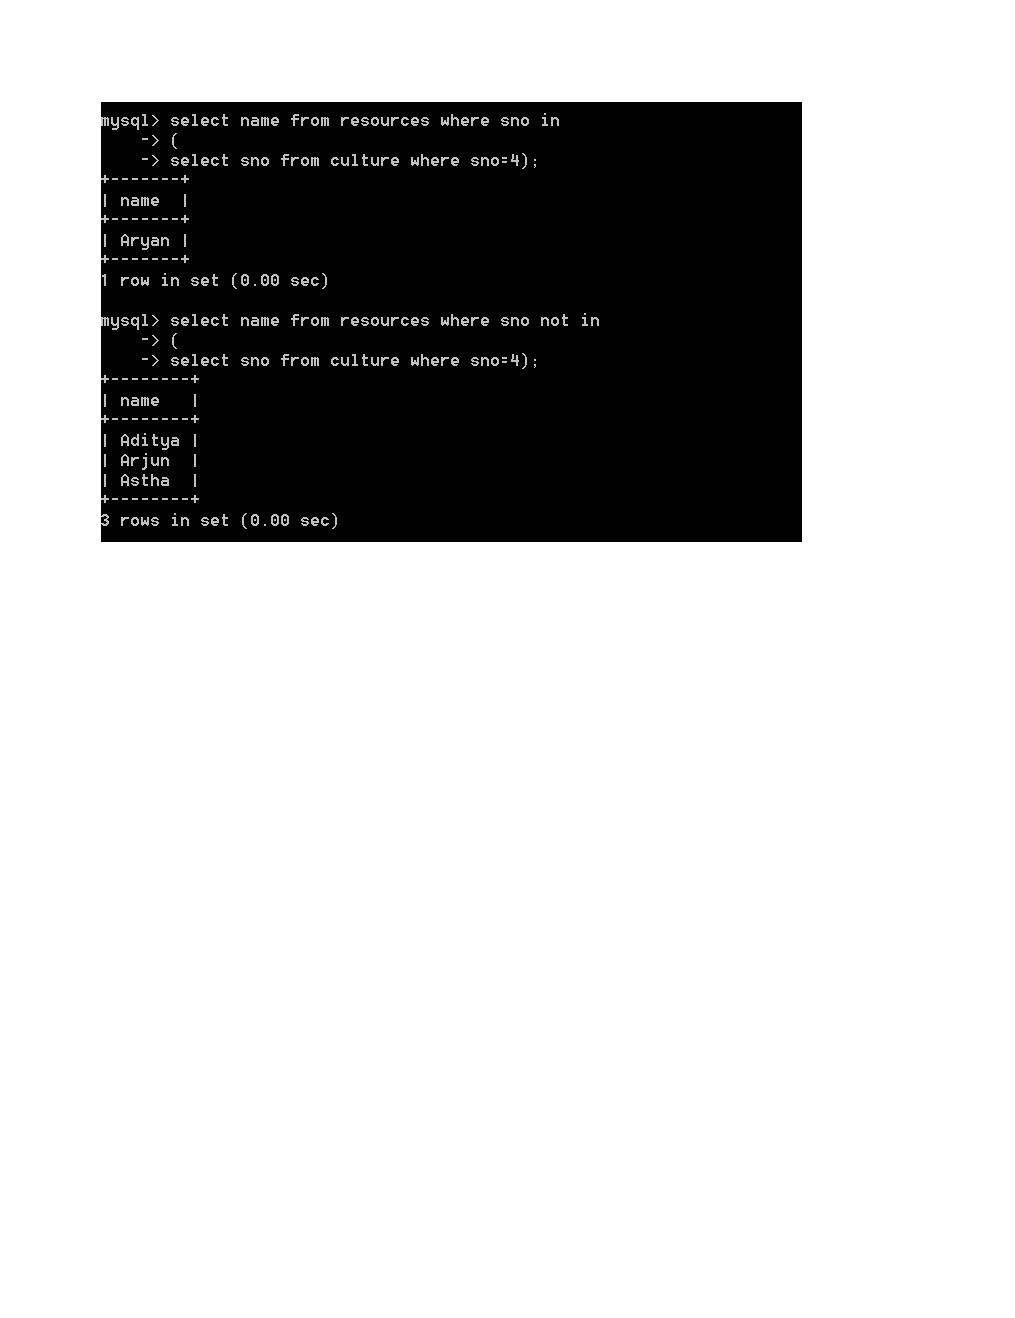 mysql> select name from resources where sno in
    -> (
    -> select sno from culture where sno=4);
+-------+
| name  |
+-------+
| Aryan |
+-------+
1 row in set (0.00 sec)

mysql> select name from resources where sno not in
    -> (
    -> select sno from culture where sno=4);
+--------+
| name   |
+--------+
| Aditya |
| Arjun  |
| Astha  |
+--------+
3 rows in set (0.00 sec)